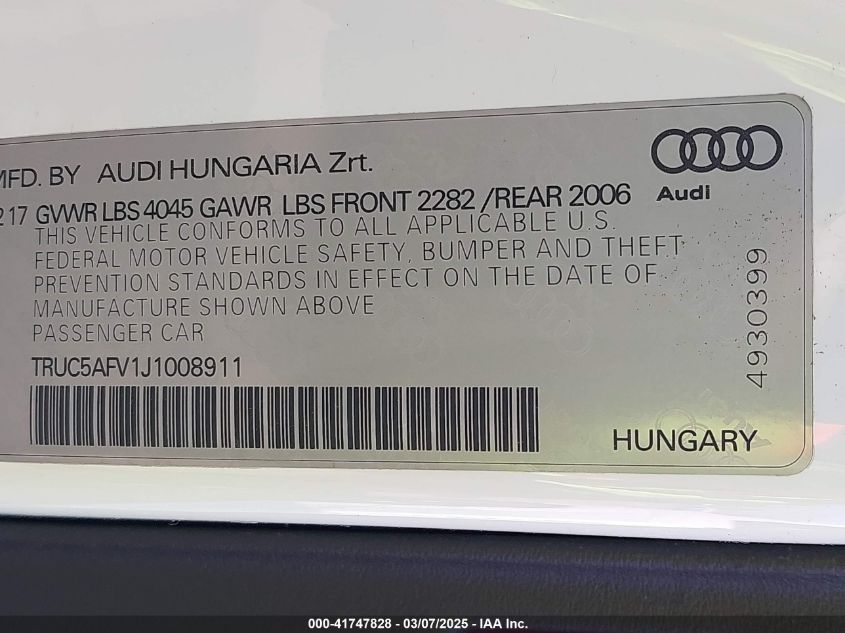 MFD. BY AUDI HUNGARIA Zrt.
Audi
217 GVWR LBS 4045 GAWR LBS FRONT 2282 /REAR 2006
THIS VEHICLE CONFORMS TO ALL APPLICABLE U.S.
FEDERAL MOTOR VEHICLE SAFETY, BUMPER AND THEFT
PREVENTION STANDARDS IN EFFECT ON THE DATE OF
MANUFACTURE SHOWN ABOVE
PASSENGER CAR
TRUC5AFV1J1008911
4930399
HUNGARY
000-41747828 - 03/07/2025 - IAA Inc.